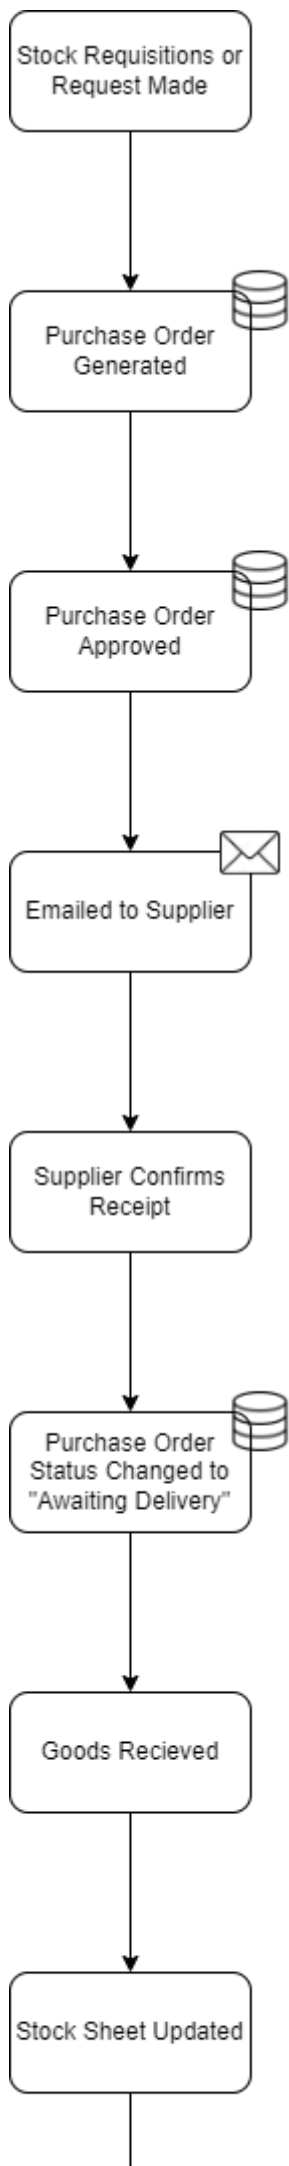 Stock Requisitions or
Request Made
Purchase Order
Generated
Purchase Order
Approved
Emailed to Supplier
Supplier Confirms
Receipt
Purchase Order
Status Changed to
"Awaiting Delivery"
Goods Recieved
Stock Sheet Updated